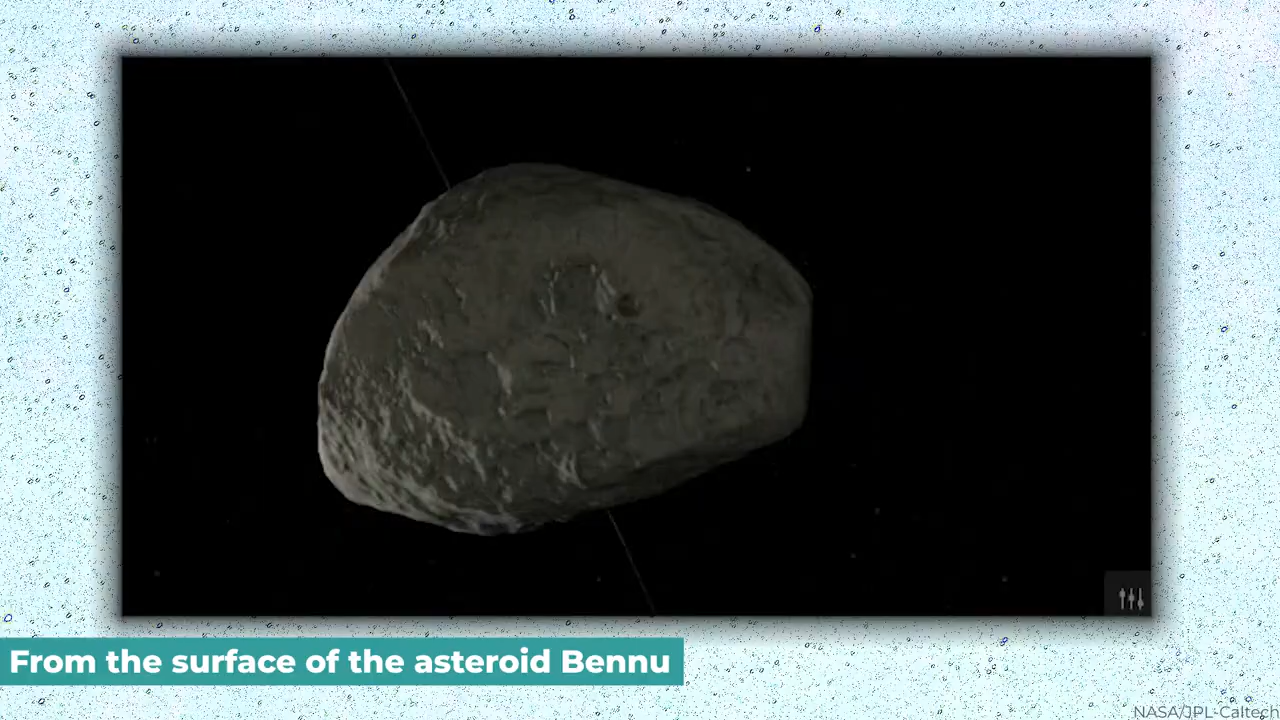 From the surface of the asteroid Bennu
NASA/JPL-Caltech